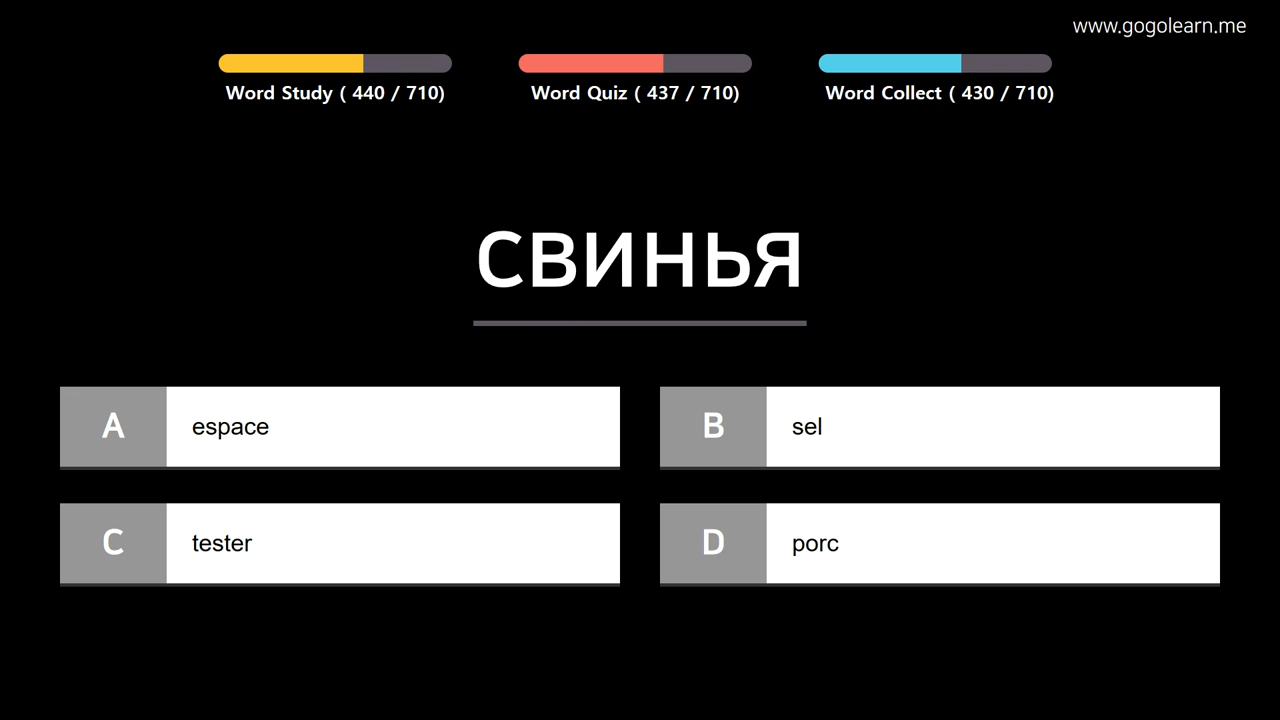 www.gogolearn.me
Word Study ( 440 / 710)
Word Quiz ( 437 / 710)
Word Collect ( 430 / 710)
свинья
A
espace
B
sel
C
tester
D
porc